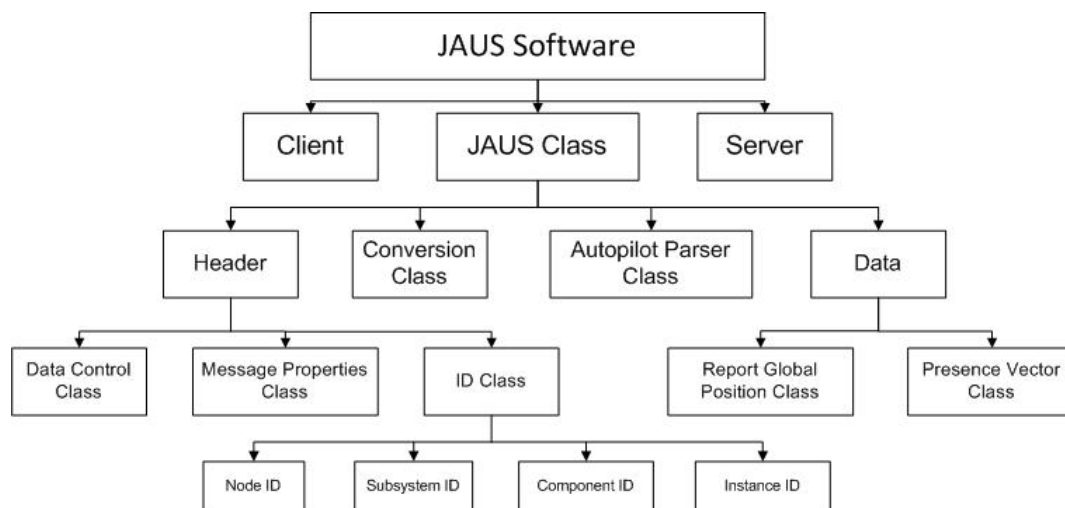 JAUS Software
Client
JAUS Class
Server
Header
Conversion
Class
Autopilot Parser
Class
Data
Data Control
Class
Message Properties
Class
ID Class
Report Global
Position Class
Presence Vector
Class
Node ID
Subsystem ID
Component ID
Instance ID